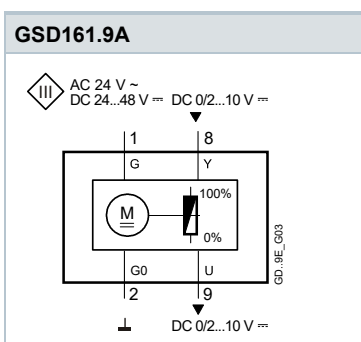 GSD161.9A
III
AC 24 V ~
DC 24...48 V ⎓ DC 0/2...10 V ⎓
1 8
G Y
100%
M
0%
G0 U
2 9
DC 0/2...10 V ⎓
GD..9E_G03